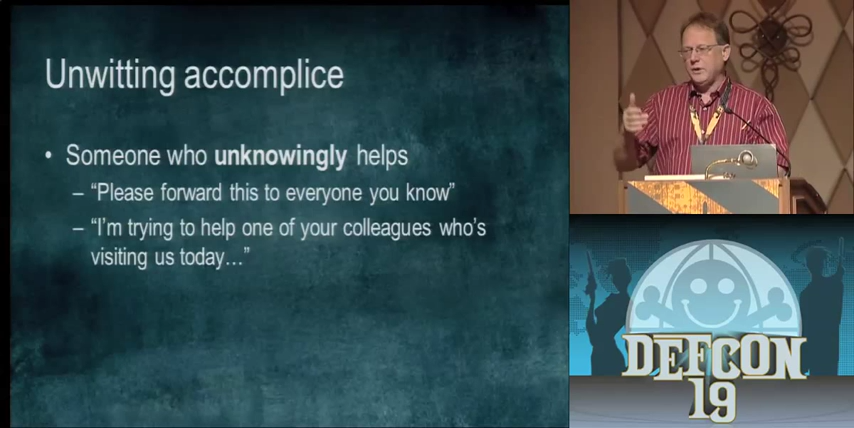 Unwitting accomplice
• Someone who unknowingly helps
– “Please forward this to everyone you know”
– “I’m trying to help one of your colleagues who’s
visiting us today…”
DEFCON
19